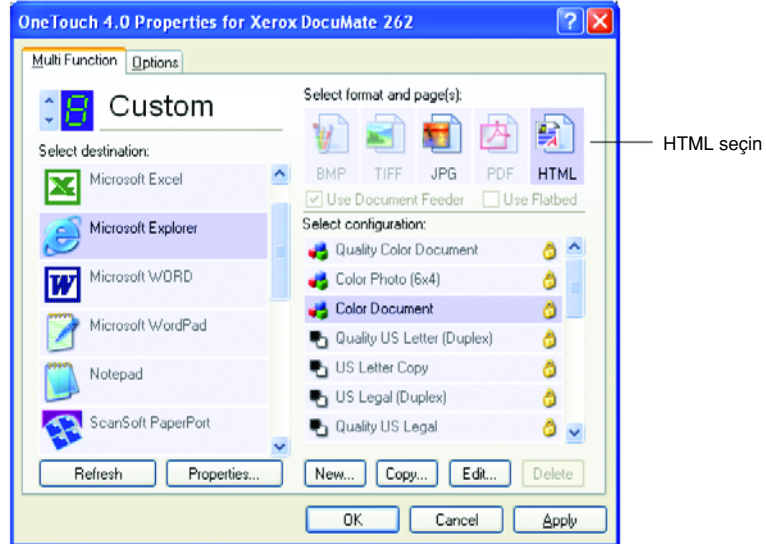 OneTouch 4.0 Properties for Xerox DocuMate 262
Multi Function
Options
8
Custom
Select destination:
Microsoft Excel
Microsoft Explorer
Microsoft WORD
Microsoft WordPad
Notepad
ScanSoft PaperPort
Refresh
Properties...
Select format and page(s):
BMP TIFF JPG PDF HTML
Use Document Feeder
Use Flatbed
Select configuration:
Quality Color Document
Color Photo (6x4)
Color Document
Quality US Letter (Duplex)
US Letter Copy
US Legal (Duplex)
Quality US Legal
New...
Copy...
Edit...
Delete
OK
Cancel
Apply
HTML seçin